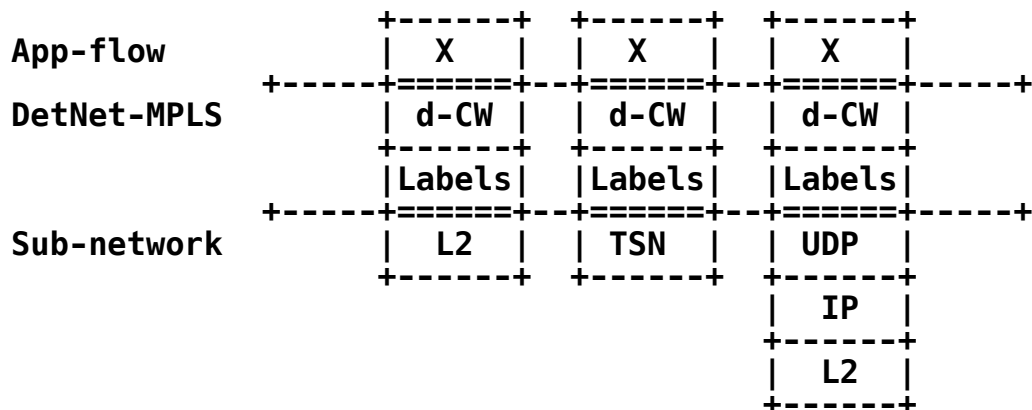 +------+  +------+  +------+
App-flow         |  X   |  |  X   |  |  X   |
           +-----+======+--+======+--+======+-----+
DetNet-MPLS      | d-CW |  | d-CW |  | d-CW |
                 +------+  +------+  +------+
                 |Labels|  |Labels|  |Labels|
           +-----+======+--+======+--+======+-----+
Sub-network      |  L2  |  | TSN  |  | UDP  |
                 +------+  +------+  +------+
                                     |  IP  |
                                     +------+
                                     |  L2  |
                                     +------+